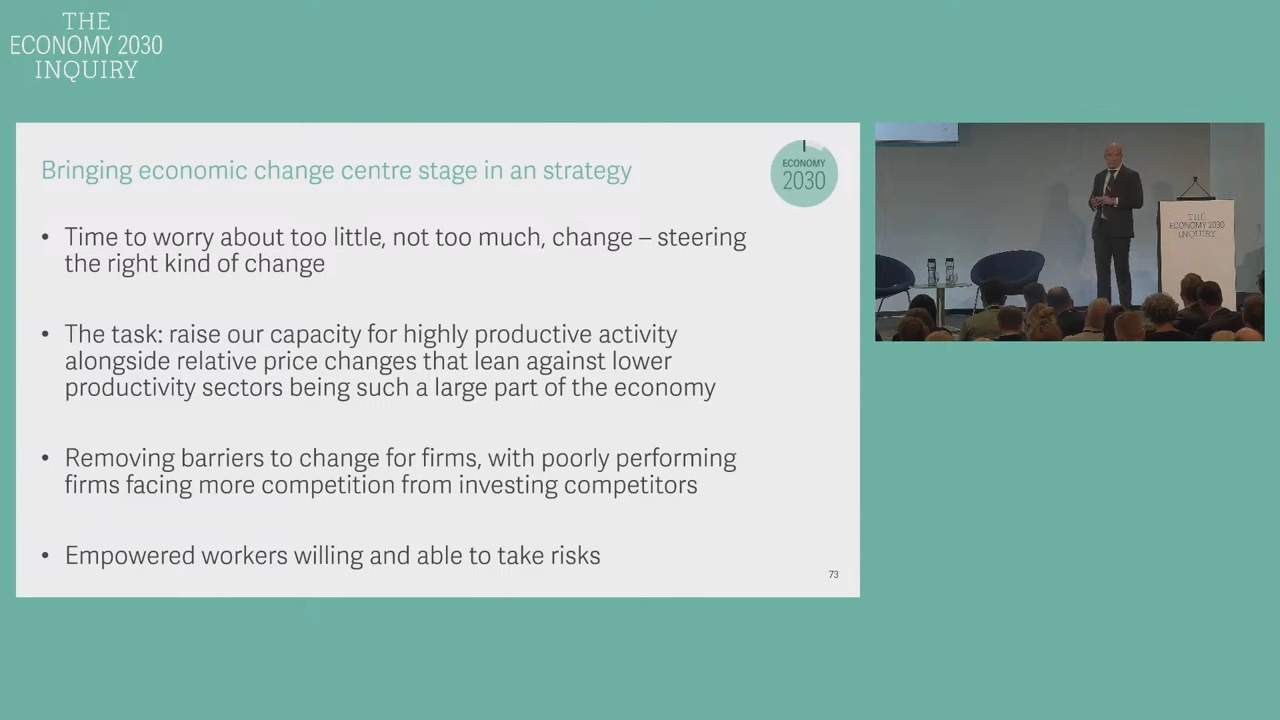 THE
ECONOMY 2030
INQUIRY
Bringing economic change centre stage in an strategy
ECONOMY
2030
• Time to worry about too little, not too much, change – steering
the right kind of change
• The task: raise our capacity for highly productive activity
alongside relative price changes that lean against lower
productivity sectors being such a large part of the economy
• Removing barriers to change for firms, with poorly performing
firms facing more competition from investing competitors
• Empowered workers willing and able to take risks
73
THE
ECONOMY 2030
INQUIRY